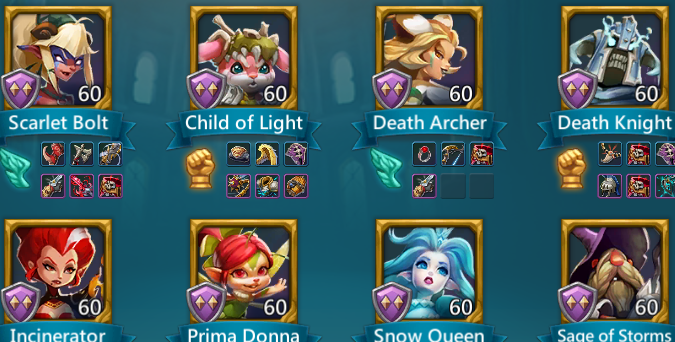 60 60 60 60
Scarlet Bolt Child of Light Death Archer Death Knight
60 60 60 60
Incinerator Prima Donna Snow Queen Sage of Storms